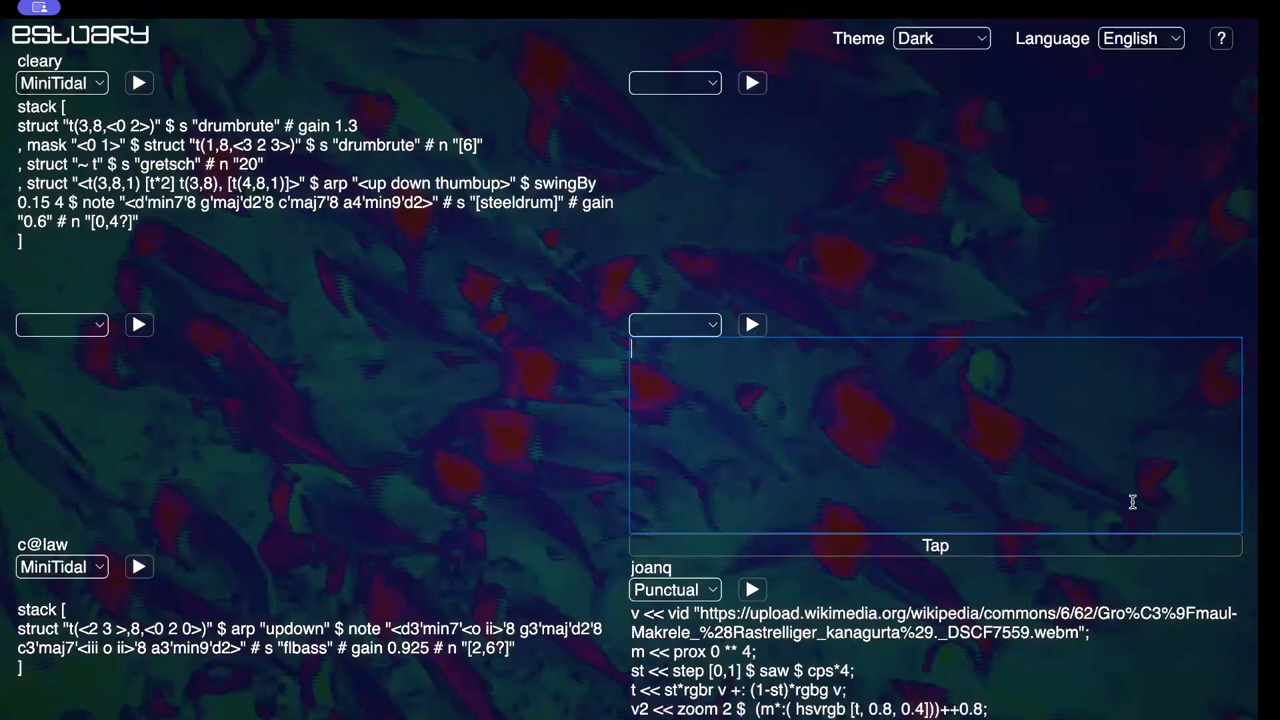 estuary
Theme Dark Language English ?
cleary
MiniTidal
stack [
struct "t(3,8,<0 2>)" $ s "drumbrute" # gain 1.3
, mask "<0 1>" $ struct "t(1,8,<3 2 3>)" $ s "drumbrute" # n "[6]"
, struct "~ t" $ s "gretsch" # n "20"
, struct "<t(3,8,1) [t*2] t(3,8), [t(4,8,1)]>" $ arp "<up down thumbup>" $ swingBy
0.15 4 $ note "<d'min7'8 g'maj'd2'8 c'maj7'8 a4'min9'd2>" # s "[steeldrum]" # gain
"0.6" # n "[0,4?]"
]
c@law
MiniTidal
stack [
struct "t(<2 3 >,8,<0 2 0>)" $ arp "updown" $ note "<d3'min7'<o ii>'8 g3'maj'd2'8
c3'maj7'<iii o ii>'8 a3'min9'd2>" # s "flbass" # gain 0.925 # n "[2,6?]"
]
Tap
joanq
Punctual
v << vid "https://upload.wikimedia.org/wikipedia/commons/6/62/Gro%C3%9Fmaul-
Makrele_%28Rastrelliger_kanagurta%29._DSCF7559.webm";
m << prox 0 ** 4;
st << step [0,1] $ saw $ cps*4;
t << st*rgbr v +: (1-st)*rgbg v;
v2 << zoom 2 $ (m*:( hsvrgb [t, 0.8, 0.4]))++0.8;